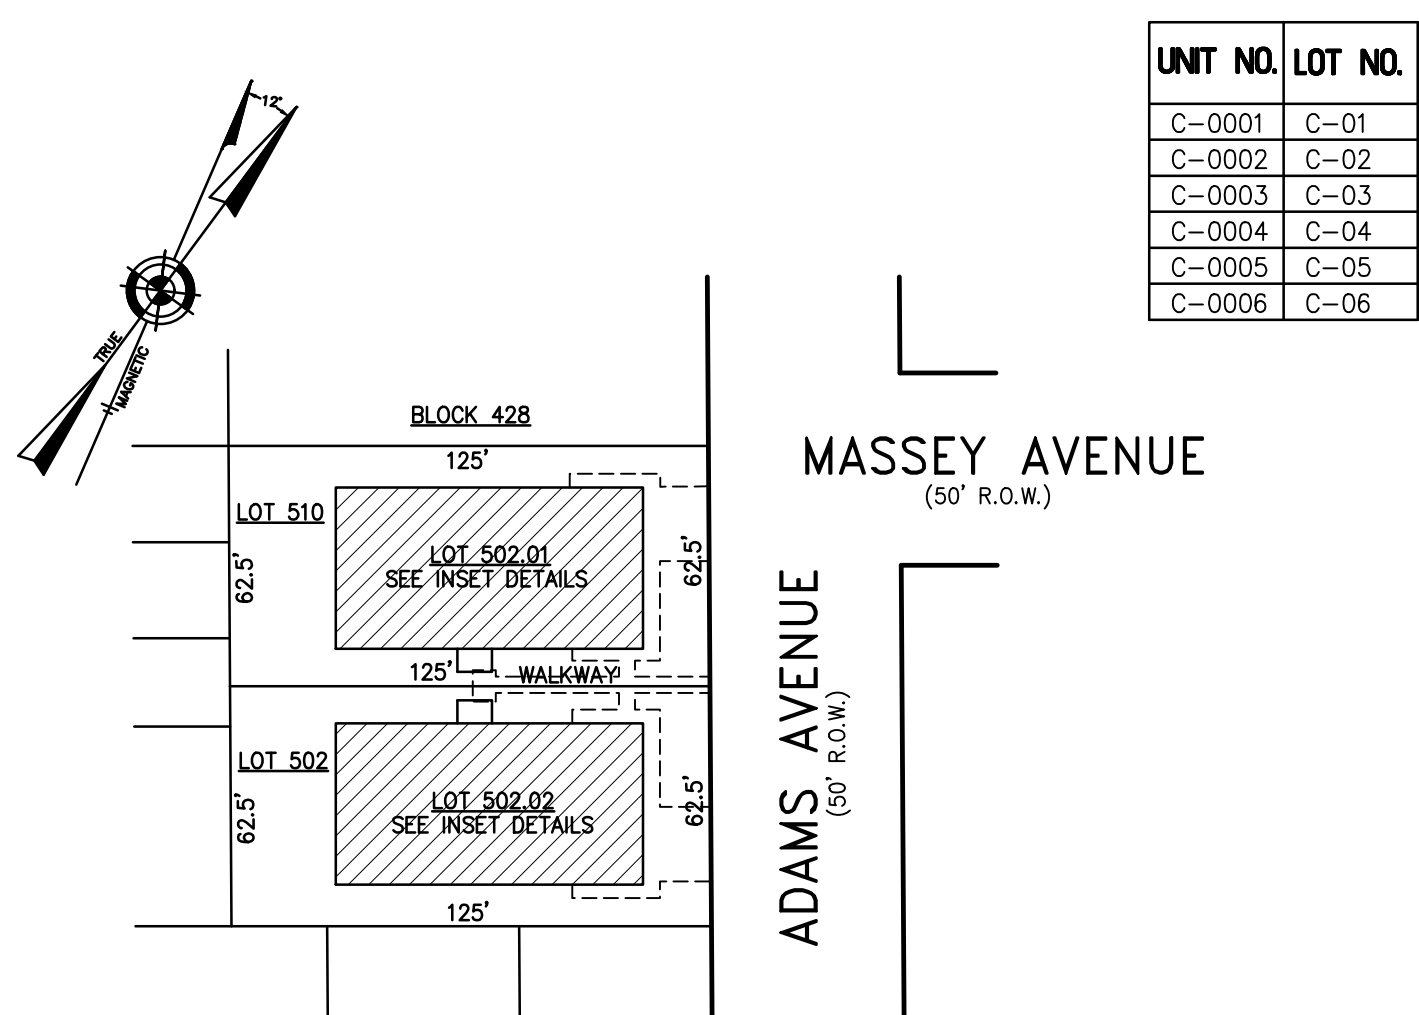 UNIT NO. LOT NO.
C-0001 C-01
C-0002 C-02
C-0003 C-03
C-0004 C-04
C-0005 C-05
C-0006 C-06
12°
TRUE
MAGNETIC
BLOCK 428
125'
MASSEY AVENUE
(50' R.O.W.)
LOT 510
62.5'
LOT 502.01
SEE INSET DETAILS
62.5'
125'
WALKWAY
ADAMS AVENUE
(50' R.O.W.)
LOT 502
62.5'
LOT 502.02
SEE INSET DETAILS
62.5'
125'